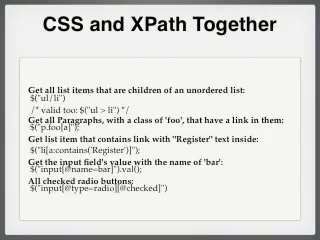 CSS and XPath Together
Get all list items that are children of an unordered list:
$("ul/li")
/* valid too: $("ul > li") */
Get all Paragraphs, with a class of 'foo', that have a link in them:
$("p.foo[a]");
Get list item that contains link with "Register" text inside:
$("li[a:contains('Register')]");
Get the input field's value with the name of 'bar':
$("input[@name=bar]").val();
All checked radio buttons:
$("input[@type=radio][@checked]")